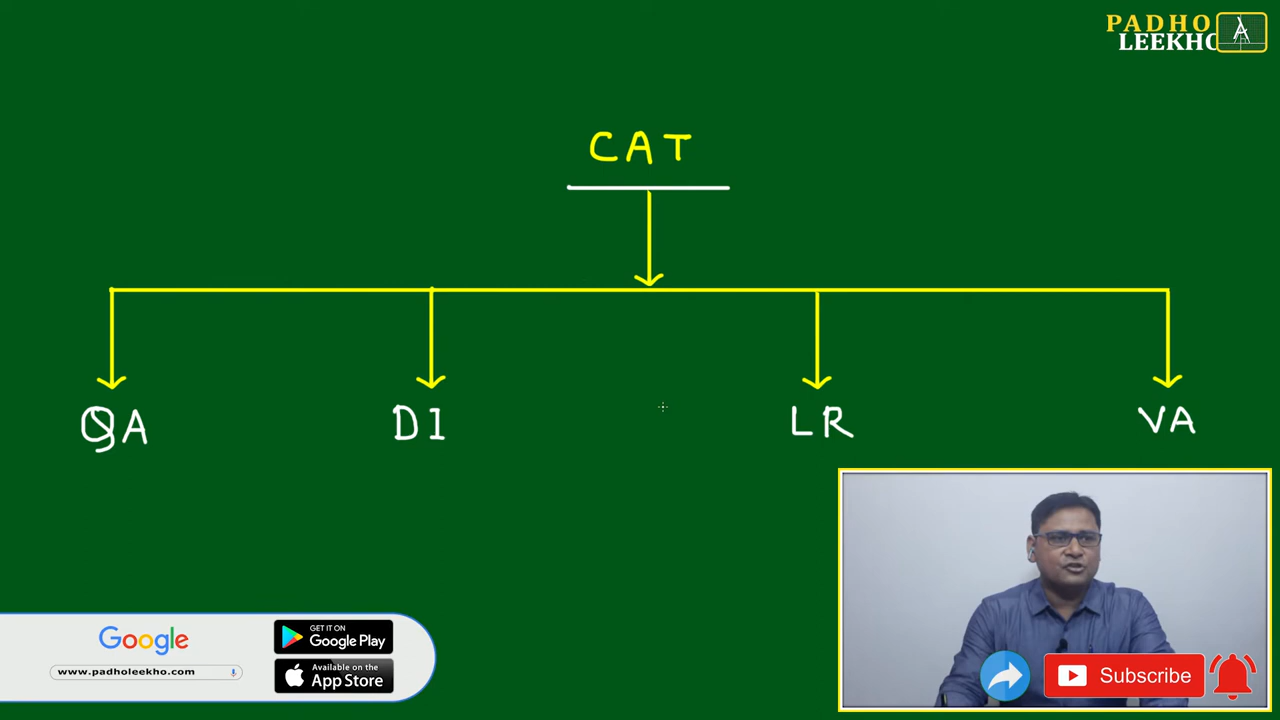 PADHO
LEEKHO
CAT
QA DI LR VA
Google
www.padholeekho.com
GET IT ON
Google Play
Available on the
App Store
Subscribe